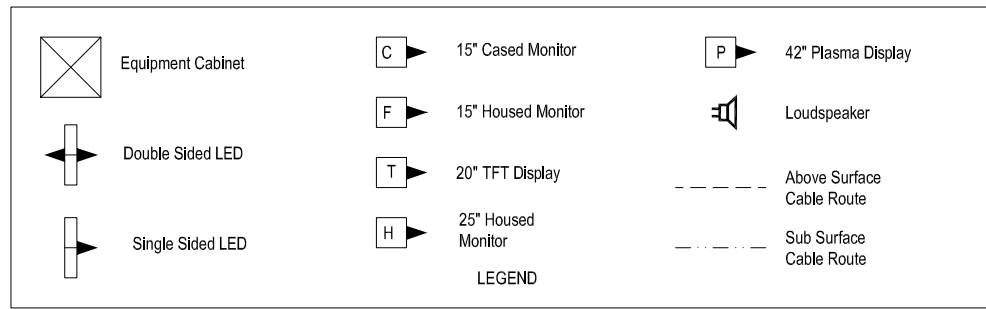 Equipment Cabinet
Double Sided LED
Single Sided LED
C
15" Cased Monitor
F
15" Housed Monitor
T
20" TFT Display
H
25" Housed
Monitor
LEGEND
P
42" Plasma Display
Loudspeaker
Above Surface
Cable Route
Sub Surface
Cable Route